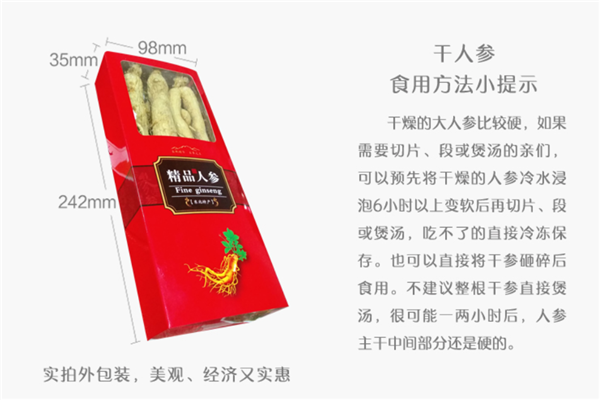 98mm
35mm
242mm
精品人参
Fine ginseng
实拍外包装，美观、经济又实惠
干人参
食用方法小提示
干燥的大人参比较硬，如果
需要切片、段或煲汤的亲们，
可以预先将干燥的人参冷水浸
泡6小时以上变软后再切片、段
或煲汤，吃不了的直接冷冻保
存。也可以直接将干参砸碎后
食用。不建议整根干参直接煲
汤，很可能一两小时后，人参
主干中间部分还是硬的。